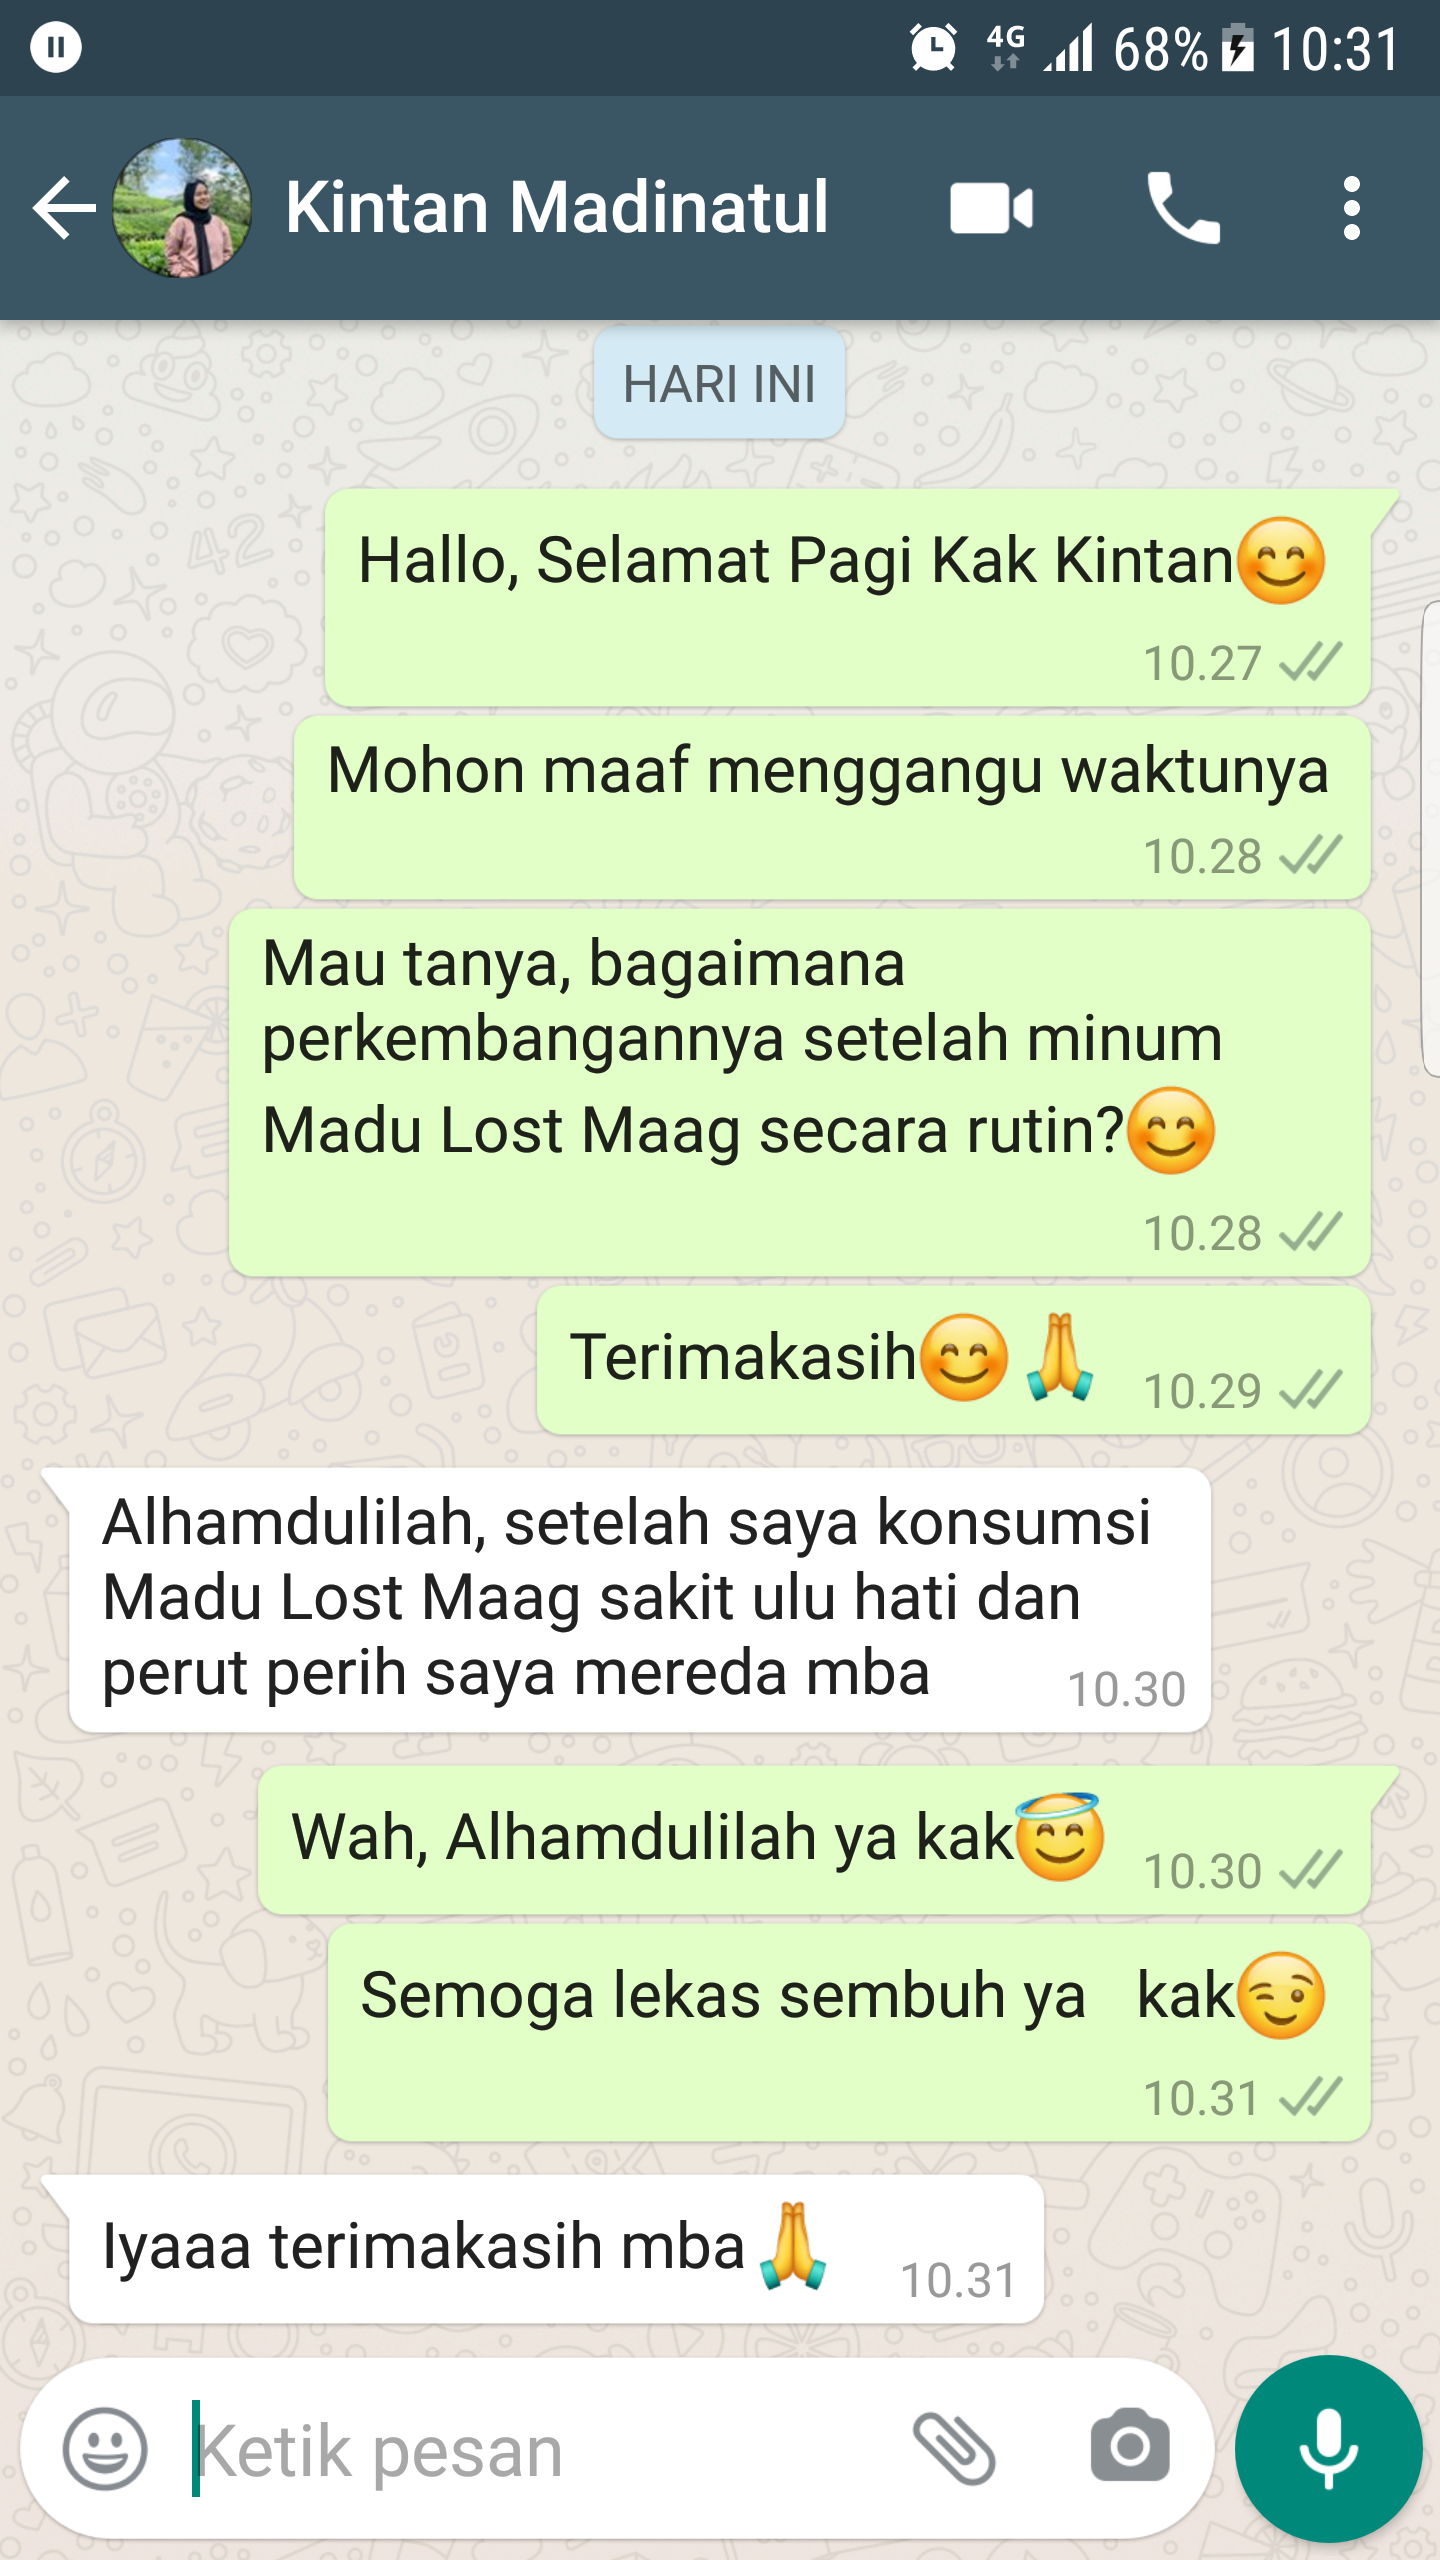 4G 68% 10:31
Kintan Madinatul
HARI INI
Hallo, Selamat Pagi Kak Kintan😊
10.27
Mohon maaf menggangu waktunya
10.28
Mau tanya, bagaimana
perkembangannya setelah minum
Madu Lost Maag secara rutin?😊
10.28
Terimakasih😊🙏 10.29
Alhamdulilah, setelah saya konsumsi
Madu Lost Maag sakit ulu hati dan
perut perih saya mereda mba 10.30
Wah, Alhamdulilah ya kak😇 10.30
Semoga lekas sembuh ya   kak😉
10.31
Iyaaa terimakasih mba🙏 10.31
Ketik pesan